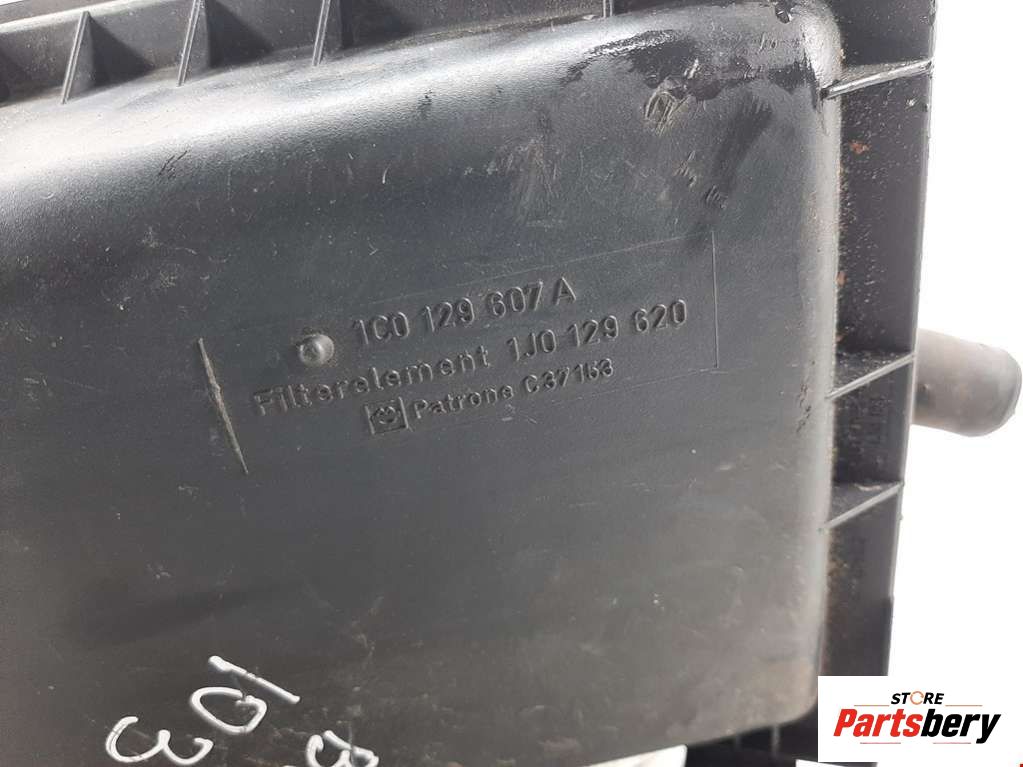 1C0 129 607 A
Filterelement 1J0 129 620
Patrone C37153
STORE
Partsbery